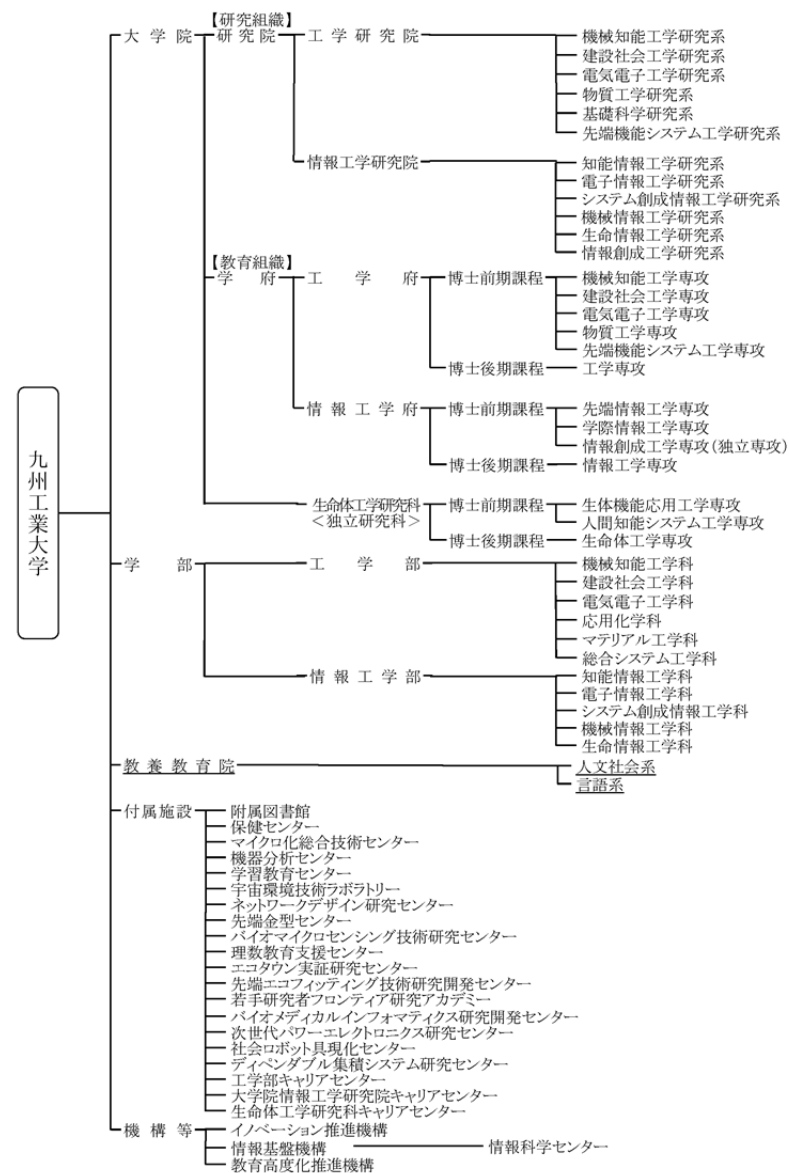 【研究組織】
大学院 研究院 工学研究院 機械知能工学研究系
建設社会工学研究系
電気電子工学研究系
物質工学研究系
基礎科学研究系
先端機能システム工学研究系
情報工学研究院 知能情報工学研究系
電子情報工学研究系
システム創成情報工学研究系
機械情報工学研究系
生命情報工学研究系
情報創成工学研究系
【教育組織】
学府 工学府 博士前期課程 機械知能工学専攻
建設社会工学専攻
電気電子工学専攻
物質工学専攻
先端機能システム工学専攻
博士後期課程 工学専攻
情報工学府 博士前期課程 先端情報工学専攻
学際情報工学専攻
情報創成工学専攻(独立専攻)
博士後期課程 情報工学専攻
九州工業大学
生命体工学研究科 博士前期課程 生体機能応用工学専攻
<独立研究科> 人間知能システム工学専攻
博士後期課程 生命体工学専攻
学部 工学部 機械知能工学科
建設社会工学科
電気電子工学科
応用化学科
マテリアル工学科
総合システム工学科
情報工学部 知能情報工学科
電子情報工学科
システム創成情報工学科
機械情報工学科
生命情報工学科
教養教育院 人文社会系
言語系
付属施設 附属図書館
保健センター
マイクロ化総合技術センター
機器分析センター
学習教育センター
宇宙環境技術ラボラトリー
ネットワークデザイン研究センター
先端金型センター
バイオマイクロセンシング技術研究センター
理数教育支援センター
エコタウン実証研究センター
先端エコフィッティング技術研究開発センター
若手研究者フロンティア研究アカデミー
バイオメディカルインフォマティクス研究開発センター
次世代パワーエレクトロニクス研究センター
社会ロボット具現化センター
ディペンダブル集積システム研究センター
工学部キャリアセンター
大学院情報工学研究院キャリアセンター
生命体工学研究科キャリアセンター
機構等 イノベーション推進機構
情報基盤機構 情報科学センター
教育高度化推進機構